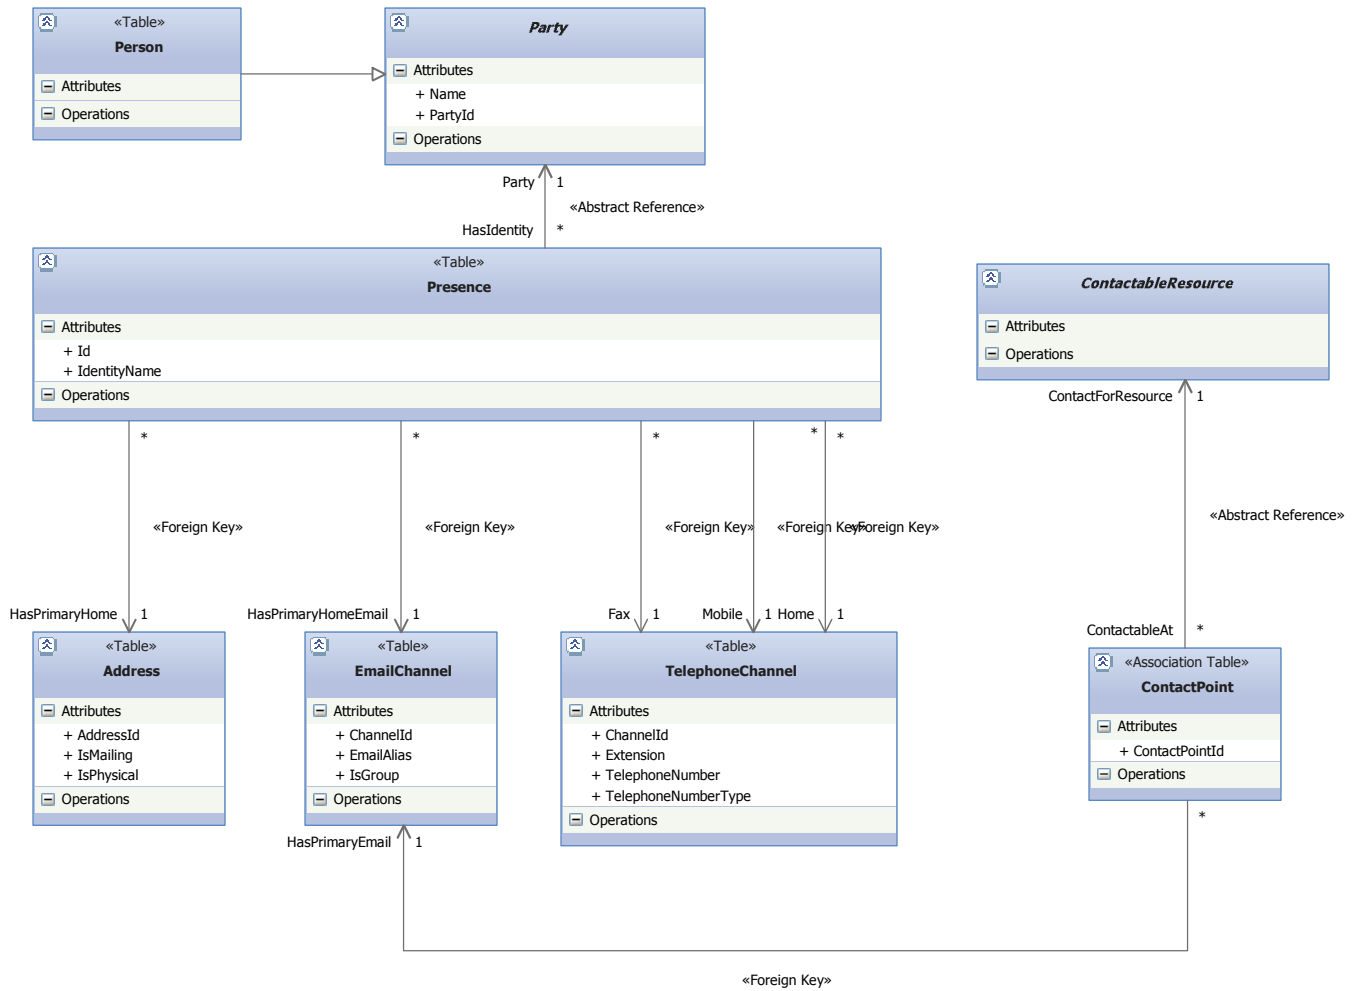 «Table»
Person
Attributes
Operations
Party
Attributes
+ Name
+ PartyId
Operations
Party
1
«Abstract Reference»
HasIdentity
*
«Table»
Presence
Attributes
+ Id
+ IdentityName
Operations
ContactableResource
Attributes
Operations
ContactForResource
1
*
*
*
*
*
«Foreign Key»
«Foreign Key»
«Foreign Key»
«Foreign Key»
«Foreign Key»
«Abstract Reference»
HasPrimaryHome
1
HasPrimaryHomeEmail
1
Fax
1
Mobile
1
Home
1
ContactableAt
*
«Table»
Address
Attributes
+ AddressId
+ IsMailing
+ IsPhysical
Operations
«Table»
EmailChannel
Attributes
+ ChannelId
+ EmailAlias
+ IsGroup
Operations
«Table»
TelephoneChannel
Attributes
+ ChannelId
+ Extension
+ TelephoneNumber
+ TelephoneNumberType
Operations
«Association Table»
ContactPoint
Attributes
+ ContactPointId
Operations
HasPrimaryEmail
1
*
«Foreign Key»